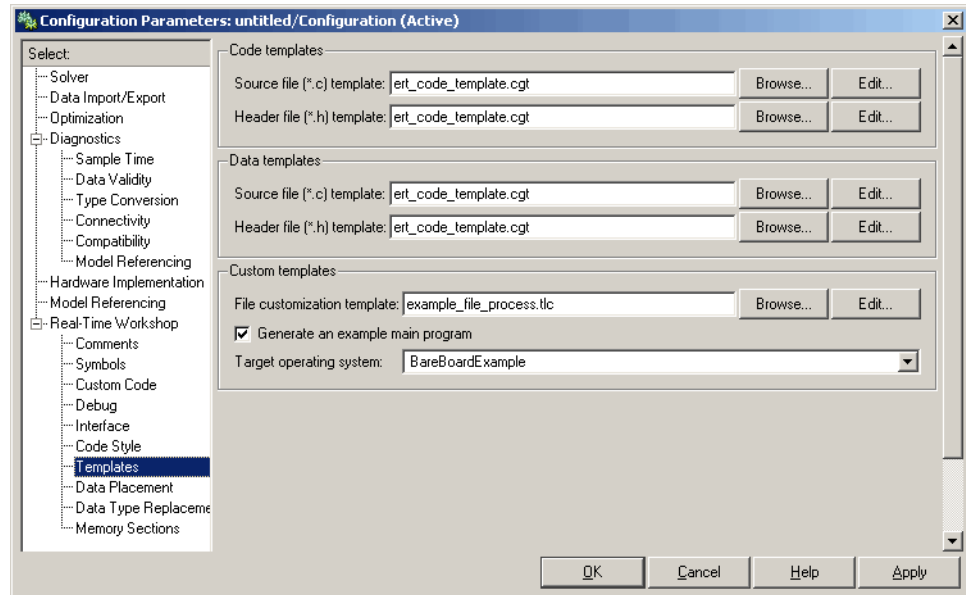 Configuration Parameters: untitled/Configuration (Active)
Select:
Solver
Data Import/Export
Optimization
Diagnostics
Sample Time
Data Validity
Type Conversion
Connectivity
Compatibility
Model Referencing
Hardware Implementation
Model Referencing
Real-Time Workshop
Comments
Symbols
Custom Code
Debug
Interface
Code Style
Templates
Data Placement
Data Type Replaceme
Memory Sections
Code templates
Source file (*.c) template: ert_code_template.cgt Browse... Edit...
Header file (*.h) template: ert_code_template.cgt Browse... Edit...
Data templates
Source file (*.c) template: ert_code_template.cgt Browse... Edit...
Header file (*.h) template: ert_code_template.cgt Browse... Edit...
Custom templates
File customization template: example_file_process.tlc Browse... Edit...
Generate an example main program
Target operating system: BareBoardExample
OK Cancel Help Apply